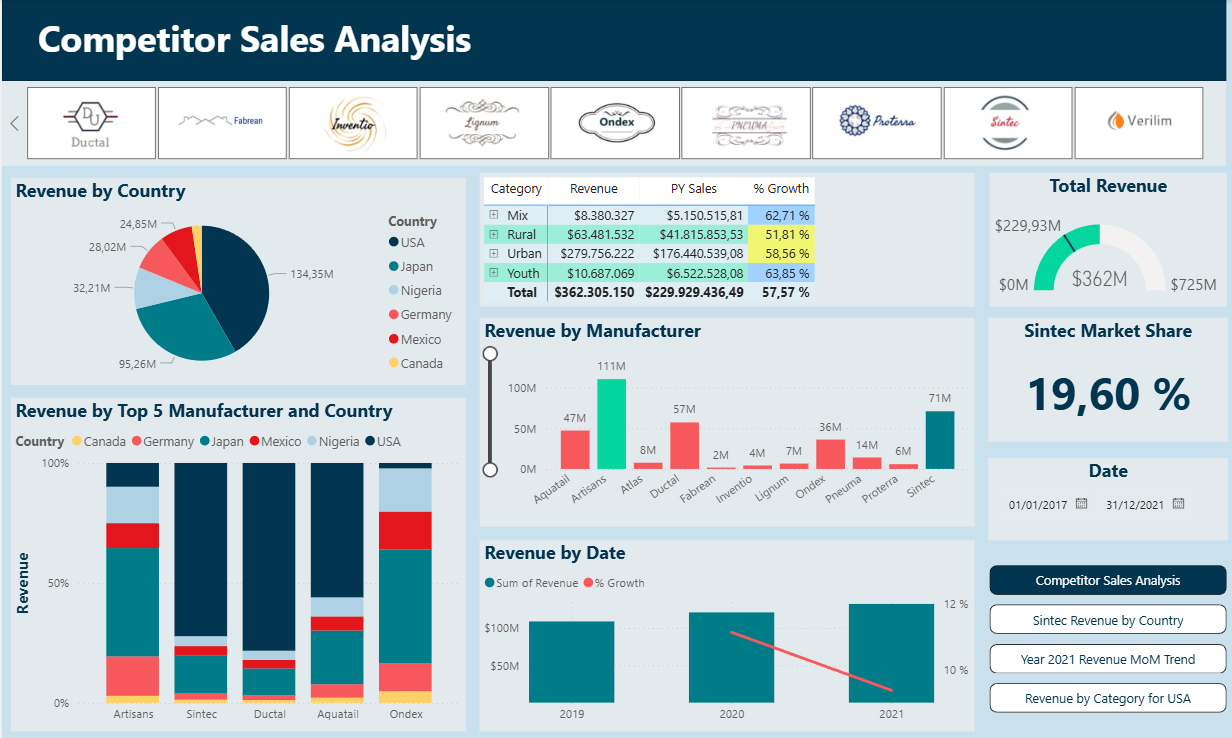 Competitor Sales Analysis
DU
Ductal
Fabrean
Inventio
Lignum
Ondex
PNEUMA
Proterra
Sintec
Verilim
Revenue by Country
24,85M
28,02M
32,21M
95,26M
134,35M
Country
USA
Japan
Nigeria
Germany
Mexico
Canada
Category Revenue PY Sales % Growth
Mix $8.380.327 $5.150.515,81 62,71 %
Rural $63.481.532 $41.815.853,53 51,81 %
Urban $279.756.222 $176.440.539,08 58,56 %
Youth $10.687.069 $6.522.528,08 63,85 %
Total $362.305.150 $229.929.436,49 57,57 %
Total Revenue
$229,93M
$0M $362M $725M
Revenue by Manufacturer
100M
50M
0M
47M 111M 8M 57M 2M 4M 7M 36M 14M 6M 71M
Aquatail Artisans Atlas Ductal Fabrean Inventio Lignum Ondex Pneuma Proterra Sintec
Sintec Market Share
19,60 %
Revenue by Top 5 Manufacturer and Country
Country Canada Germany Japan Mexico Nigeria USA
Revenue
100%
50%
0%
Artisans Sintec Ductal Aquatail Ondex
Date
01/01/2017 31/12/2021
Revenue by Date
Sum of Revenue % Growth
$100M
$50M
12 %
10 %
2019 2020 2021
Competitor Sales Analysis
Sintec Revenue by Country
Year 2021 Revenue MoM Trend
Revenue by Category for USA